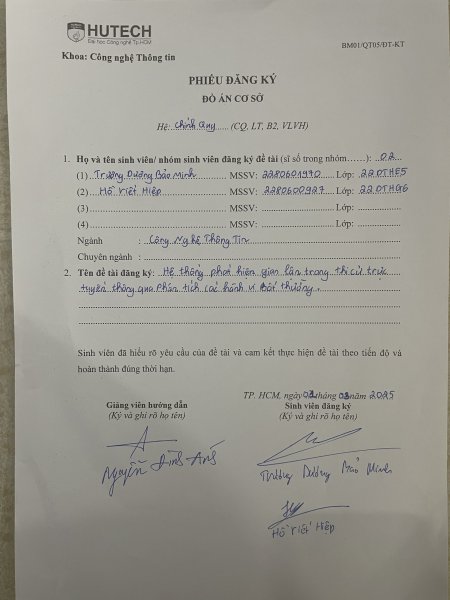 HUTECH
Đại học Công nghệ Tp.HCM
BM01/QT05/ĐT-KT
Khoa: Công nghệ Thông tin
PHIẾU ĐĂNG KÝ
ĐỒ ÁN CƠ SỞ
Hệ: Chính quy (CQ, LT, B2, VLVH)
1. Họ và tên sinh viên/ nhóm sinh viên đăng ký đề tài (sĩ số trong nhóm......): 02
(1) Trương Dương Bảo Minh MSSV: 2280601970 Lớp: 22DTHE5
(2) Hồ Viết Hiệp MSSV: 2280600927 Lớp: 22DTHG6
(3) MSSV: Lớp:
(4) MSSV: Lớp:
Ngành : Công Nghệ Thông Tin
Chuyên ngành :
2. Tên đề tài đăng ký: Hệ thống phát hiện gian lận trong thi cử trực
tuyến thông qua phân tích các hành vi bất thường.
Sinh viên đã hiểu rõ yêu cầu của đề tài và cam kết thực hiện đề tài theo tiến độ và
hoàn thành đúng thời hạn.
TP. HCM, ngày tháng 03 năm 2025
Giảng viên hướng dẫn Sinh viên đăng ký
(Ký và ghi rõ họ tên) (Ký và ghi rõ họ tên)
Nguyễn Đình Ánh
Trương Dương Bảo Minh
Hồ Viết Hiệp